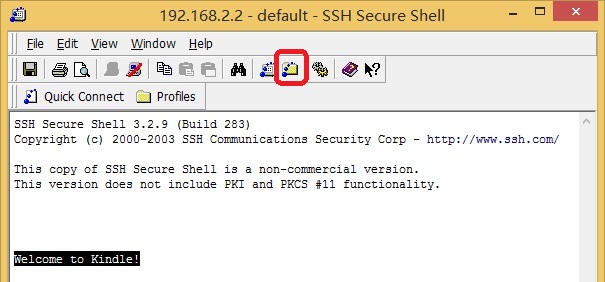 192.168.2.2 - default - SSH Secure Shell
File Edit View Window Help
Quick Connect Profiles
SSH Secure Shell 3.2.9 (Build 283)
Copyright (c) 2000-2003 SSH Communications Security Corp - http://www.ssh.com/
This copy of SSH Secure Shell is a non-commercial version.
This version does not include PKI and PKCS #11 functionality.
Welcome to Kindle!